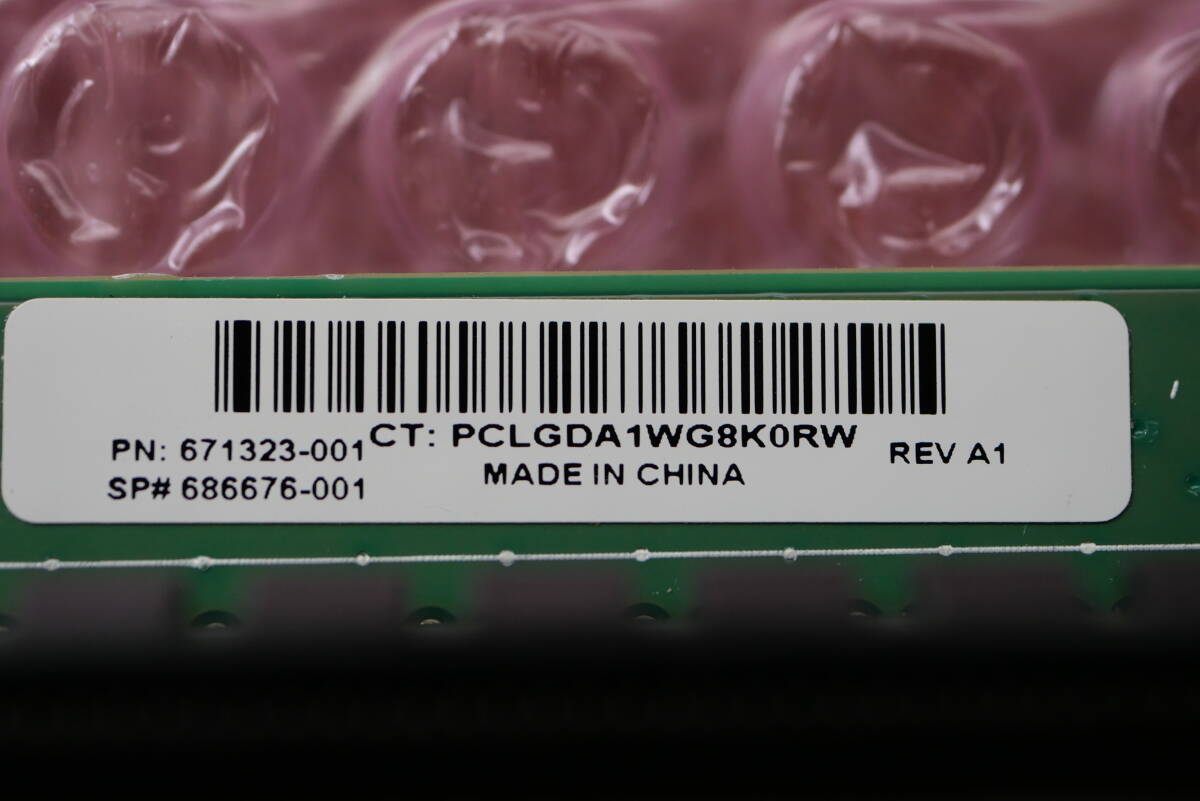 PN: 671323-001 CT: PCLGDA1WG8K0RW REV A1
SP# 686676-001 MADE IN CHINA